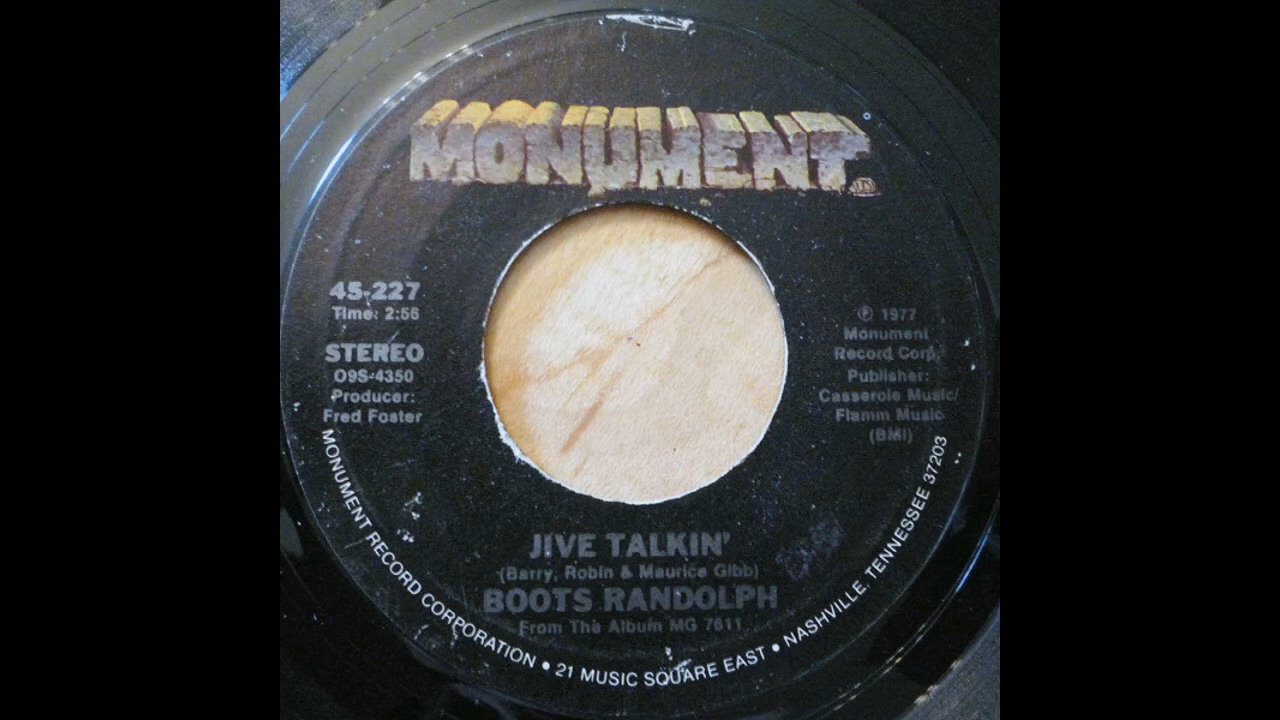 MONUMENT
45-227
Time: 2:56
STEREO
O9S-4350
Producer:
Fred Foster
℗ 1977
Monument
Record Corp.
Publisher:
Casserole Music/
Flamm Music
(BMI)
JIVE TALKIN'
(Barry, Robin & Maurice Gibb)
BOOTS RANDOLPH
From The Album MG 7611
MONUMENT RECORD CORPORATION • 21 MUSIC SQUARE EAST • NASHVILLE, TENNESSEE 37203